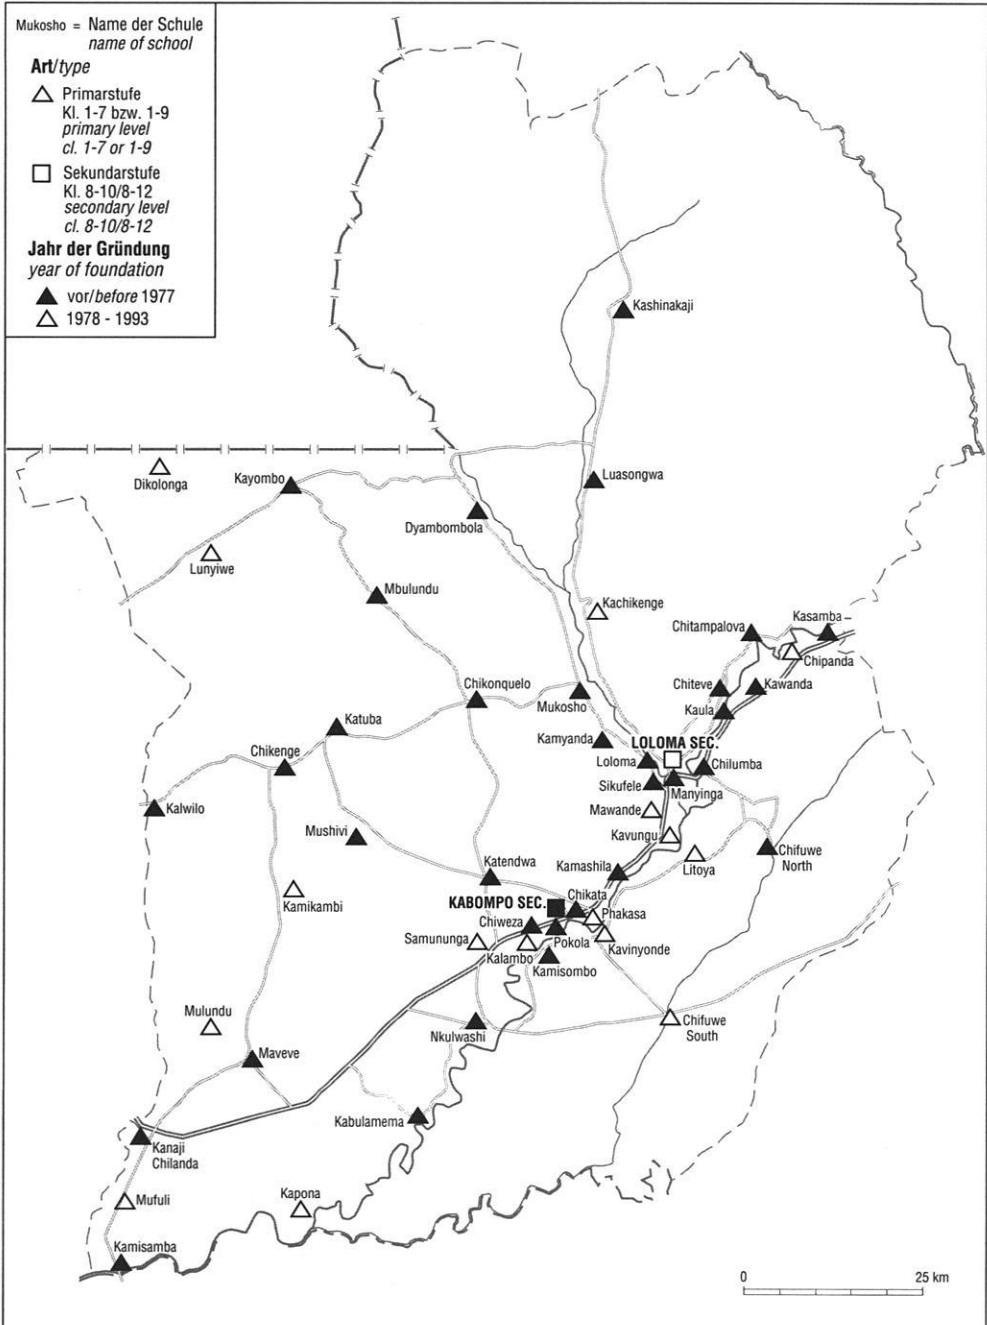 Mukosho = Name der Schule
name of school
Art/type
Primarstufe
Kl. 1-7 bzw. 1-9
primary level
cl. 1-7 or 1-9
Sekundarstufe
Kl. 8-10/8-12
secondary level
cl. 8-10/8-12
Jahr der Gründung
year of foundation
vor/before 1977
1978 - 1993
Kashinakaji
Dikolonga
Kayombo
Luasongwa
Dyambombola
Lunyiwe
Mbulundu
Kachikenge
Chitampalova
Kasamba
Chipanda
Chikonquelo
Mukosho
Chiteve
Kawanda
Katuba
Kaula
Kamyanda
LOLOMA SEC.
Chikenge
Loloma
Chilumba
Sikufele
Manyinga
Kalwilo
Mawande
Mushivi
Kavungu
Litoya
Chifuwe
North
Katendwa
Kamashila
Kamikambi
KABOMPO SEC.
Chikata
Phakasa
Chiweza
Samununga
Kalambo
Pokola
Kavinyonde
Kamisombo
Mulundu
Nkulwashi
Chifuwe
South
Maveve
Kabulamema
Kanaji
Chilanda
Mufuli
Kapona
Kamisamba
0
25 km